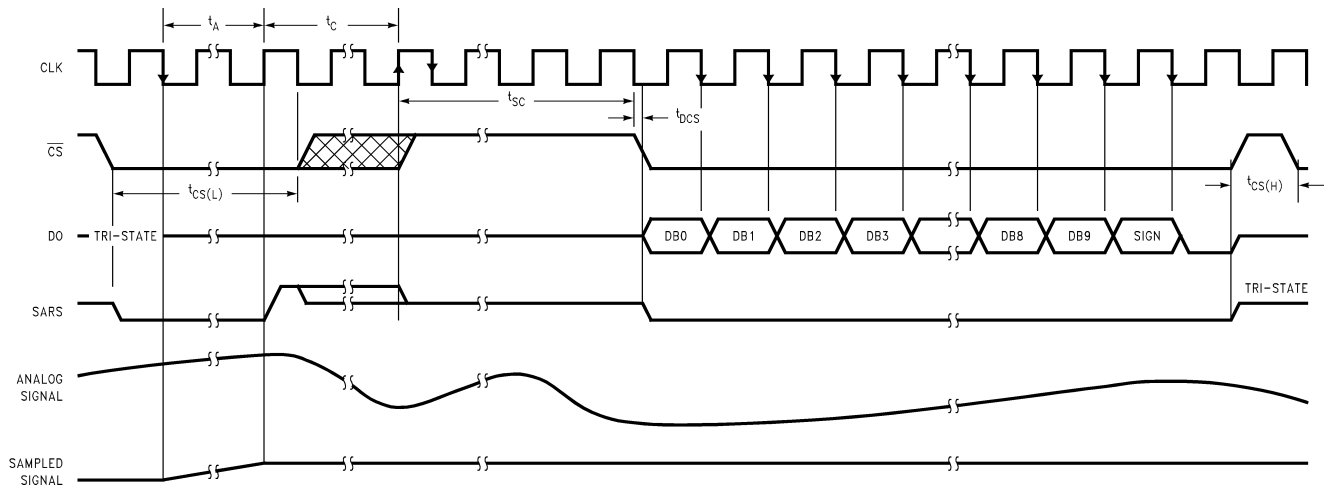 tA
tC
CLK
tSC
tDCS
CS
tCS(L)
tCS(H)
DO
TRI-STATE
DB0
DB1
DB2
DB3
DB8
DB9
SIGN
TRI-STATE
SARS
ANALOG
SIGNAL
SAMPLED
SIGNAL